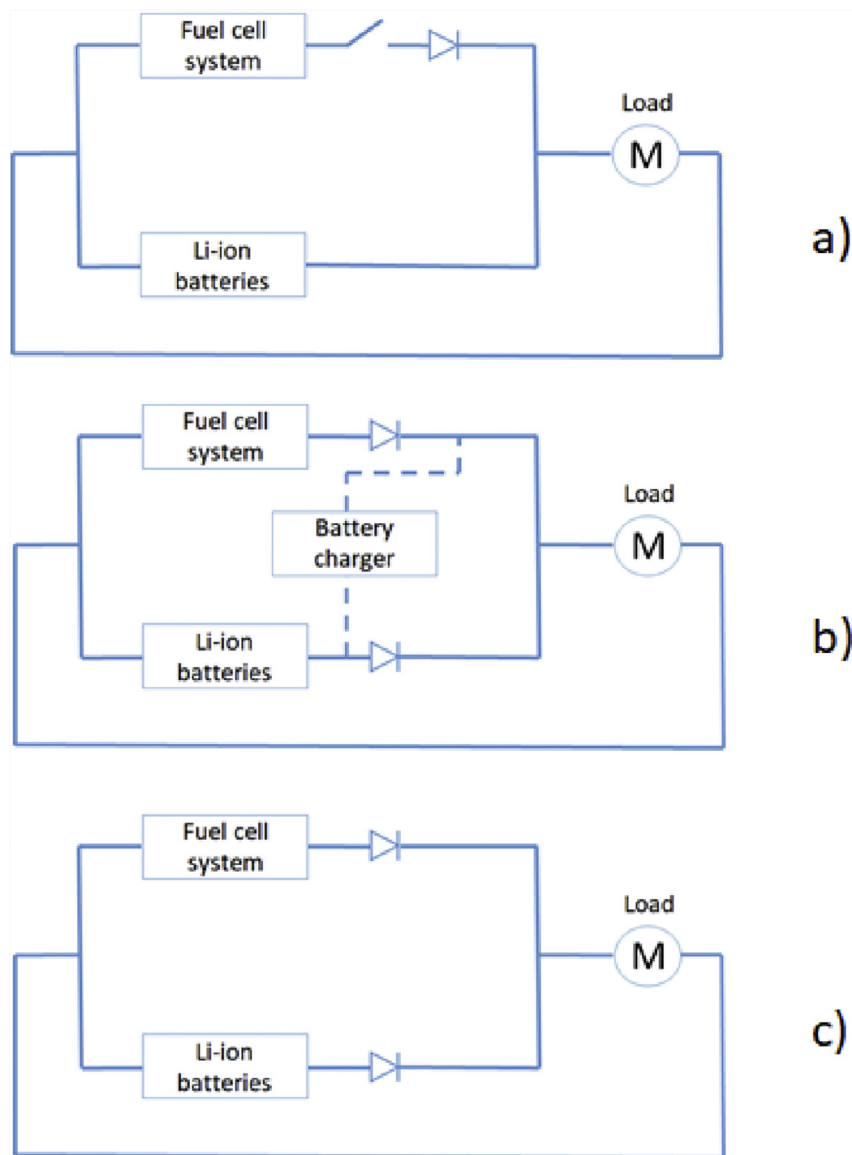 Fuel cell
system
Load
M
Li-ion
batteries
a)
Fuel cell
system
Load
Battery
charger
M
Li-ion
batteries
b)
Fuel cell
system
Load
M
Li-ion
batteries
c)